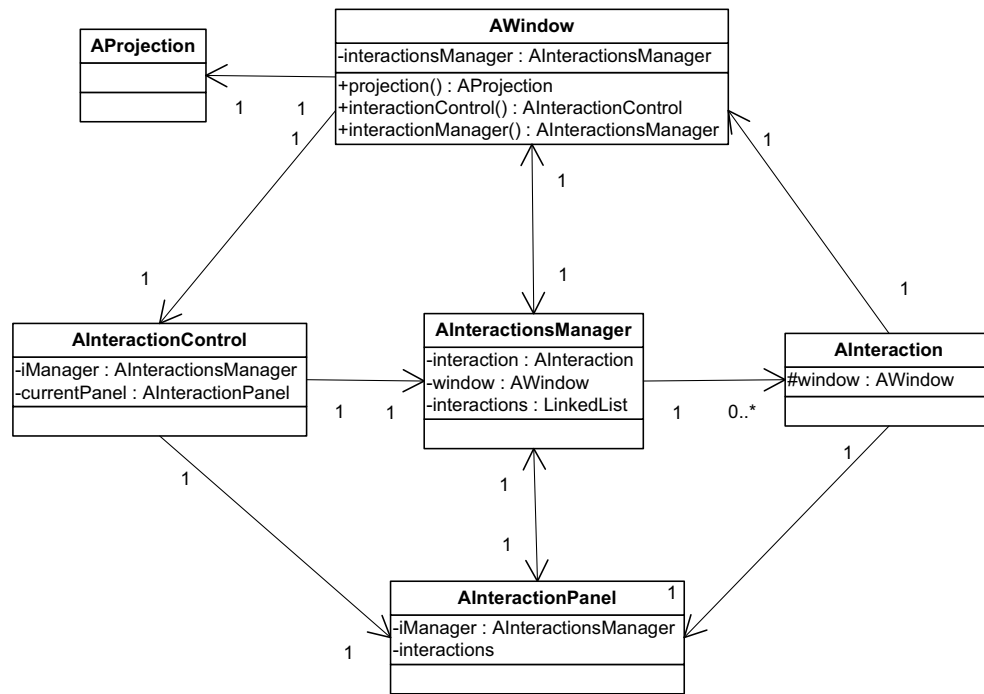 AWindow
-interactionsManager : AInteractionsManager
+projection() : AProjection
+interactionControl() : AInteractionControl
+interactionManager() : AInteractionsManager
AProjection
1
1
1
1
1
1
1
1
AInteractionControl
-iManager : AInteractionsManager
-currentPanel : AInteractionPanel
AInteractionsManager
-interaction : AInteraction
-window : AWindow
-interactions : LinkedList
AInteraction
#window : AWindow
1
1
1
0..*
1
1
1
1
1
1
AInteractionPanel
-iManager : AInteractionsManager
-interactions